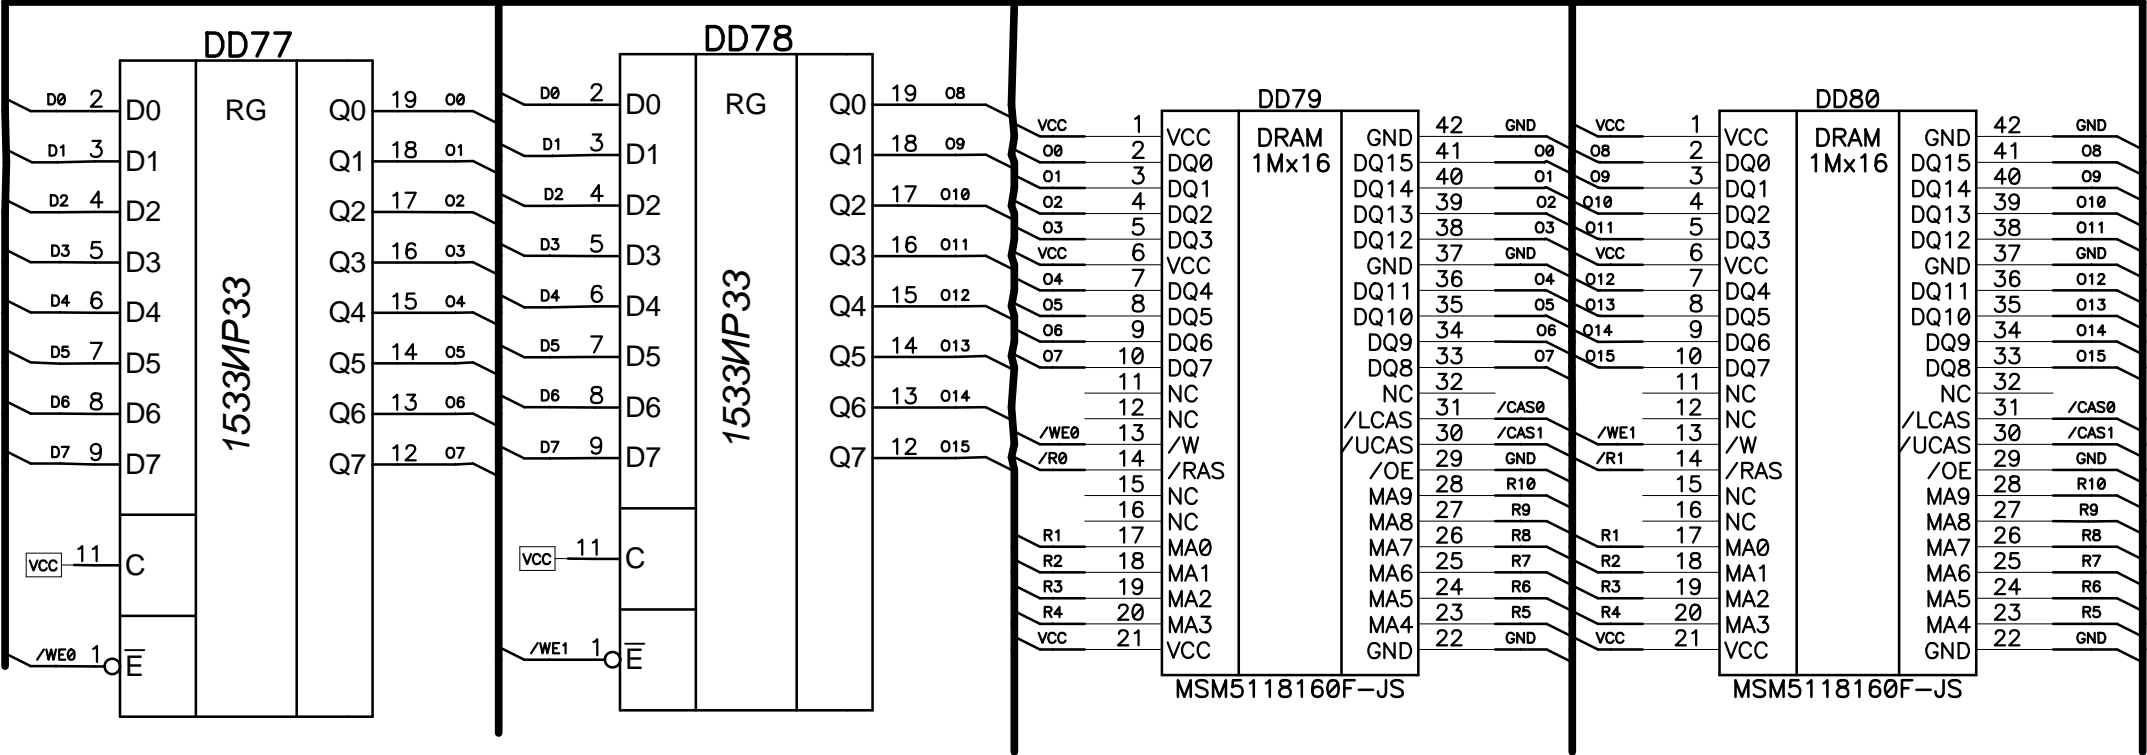 DD77
D0 2 D0 RG Q0 19 O0
D1 3 D1 Q1 18 O1
D2 4 D2 Q2 17 O2
D3 5 D3 Q3 16 O3
D4 6 D4 Q4 15 O4
D5 7 D5 Q5 14 O5
D6 8 D6 Q6 13 O6
D7 9 D7 Q7 12 O7
1533ИР33
VCC 11 C
/WE0 1 E
DD78
D0 2 D0 RG Q0 19 O8
D1 3 D1 Q1 18 O9
D2 4 D2 Q2 17 O10
D3 5 D3 Q3 16 O11
D4 6 D4 Q4 15 O12
D5 7 D5 Q5 14 O13
D6 8 D6 Q6 13 O14
D7 9 D7 Q7 12 O15
1533ИР33
VCC 11 C
/WE1 1 E
DD79
DRAM
1Mx16
VCC 1 VCC GND 42 GND
O0 2 DQ0 DQ15 41 O0
O1 3 DQ1 DQ14 40 O1
O2 4 DQ2 DQ13 39 O2
O3 5 DQ3 DQ12 38 O3
VCC 6 VCC GND 37 GND
O4 7 DQ4 DQ11 36 O4
O5 8 DQ5 DQ10 35 O5
O6 9 DQ6 DQ9 34 O6
O7 10 DQ7 DQ8 33 O7
11 NC NC 32
12 NC /LCAS 31 /CAS0
/WE0 13 /W /UCAS 30 /CAS1
/R0 14 /RAS /OE 29 GND
15 NC MA9 28 R10
16 NC MA8 27 R9
R1 17 MA0 MA7 26 R8
R2 18 MA1 MA6 25 R7
R3 19 MA2 MA5 24 R6
R4 20 MA3 MA4 23 R5
VCC 21 VCC GND 22 GND
MSM5118160F-JS
DD80
DRAM
1Mx16
VCC 1 VCC GND 42 GND
O8 2 DQ0 DQ15 41 O8
O9 3 DQ1 DQ14 40 O9
O10 4 DQ2 DQ13 39 O10
O11 5 DQ3 DQ12 38 O11
VCC 6 VCC GND 37 GND
O12 7 DQ4 DQ11 36 O12
O13 8 DQ5 DQ10 35 O13
O14 9 DQ6 DQ9 34 O14
O15 10 DQ7 DQ8 33 O15
11 NC NC 32
12 NC /LCAS 31 /CAS0
/WE1 13 /W /UCAS 30 /CAS1
/R1 14 /RAS /OE 29 GND
15 NC MA9 28 R10
16 NC MA8 27 R9
R1 17 MA0 MA7 26 R8
R2 18 MA1 MA6 25 R7
R3 19 MA2 MA5 24 R6
R4 20 MA3 MA4 23 R5
VCC 21 VCC GND 22 GND
MSM5118160F-JS